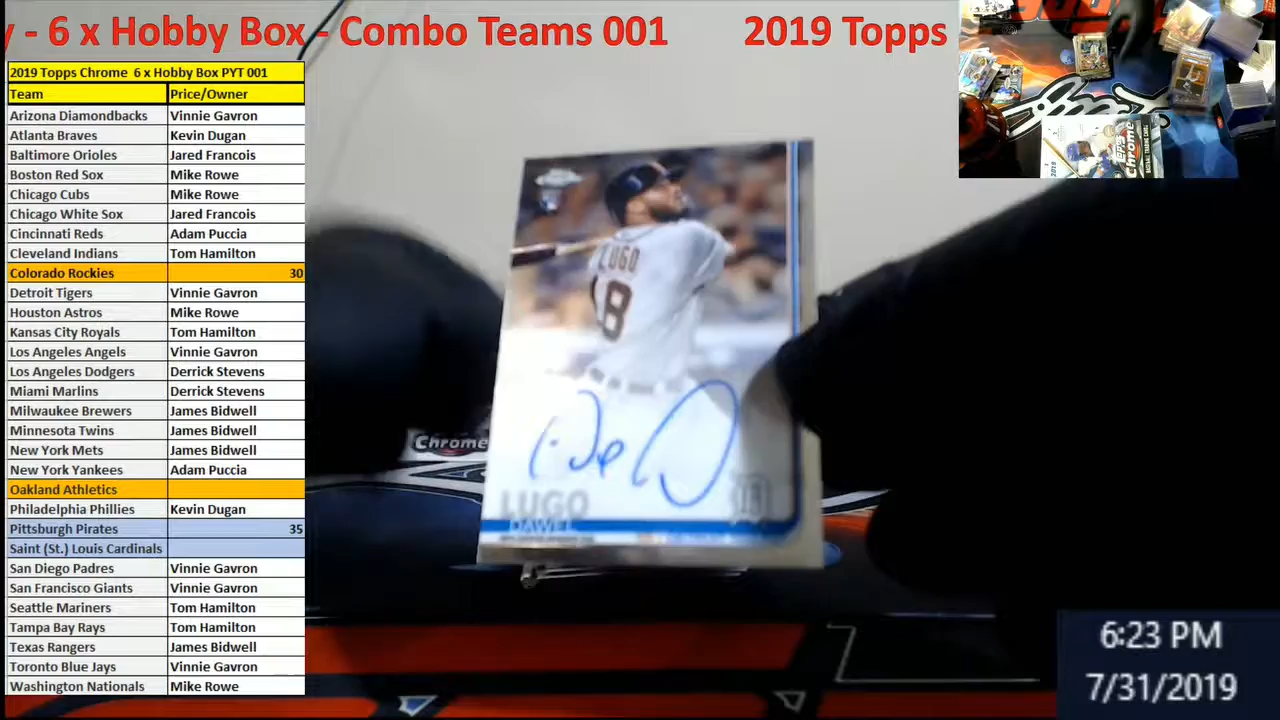 y - 6 x Hobby Box - Combo Teams 001 2019 Topps
2019 Topps Chrome 6 x Hobby Box PYT 001
Team Price/Owner
Arizona Diamondbacks Vinnie Gavron
Atlanta Braves Kevin Dugan
Baltimore Orioles Jared Francois
Boston Red Sox Mike Rowe
Chicago Cubs Mike Rowe
Chicago White Sox Jared Francois
Cincinnati Reds Adam Puccia
Cleveland Indians Tom Hamilton
Colorado Rockies 30
Detroit Tigers Vinnie Gavron
Houston Astros Mike Rowe
Kansas City Royals Tom Hamilton
Los Angeles Angels Vinnie Gavron
Los Angeles Dodgers Derrick Stevens
Miami Marlins Derrick Stevens
Milwaukee Brewers James Bidwell
Minnesota Twins James Bidwell
New York Mets James Bidwell
New York Yankees Adam Puccia
Oakland Athletics
Philadelphia Phillies Kevin Dugan
Pittsburgh Pirates 35
Saint (St.) Louis Cardinals
San Diego Padres Vinnie Gavron
San Francisco Giants Vinnie Gavron
Seattle Mariners Tom Hamilton
Tampa Bay Rays Tom Hamilton
Texas Rangers James Bidwell
Toronto Blue Jays Vinnie Gavron
Washington Nationals Mike Rowe
LUGO
18
Chrome
LUGO
DAWEL
Chrome
2019
6:23 PM
7/31/2019